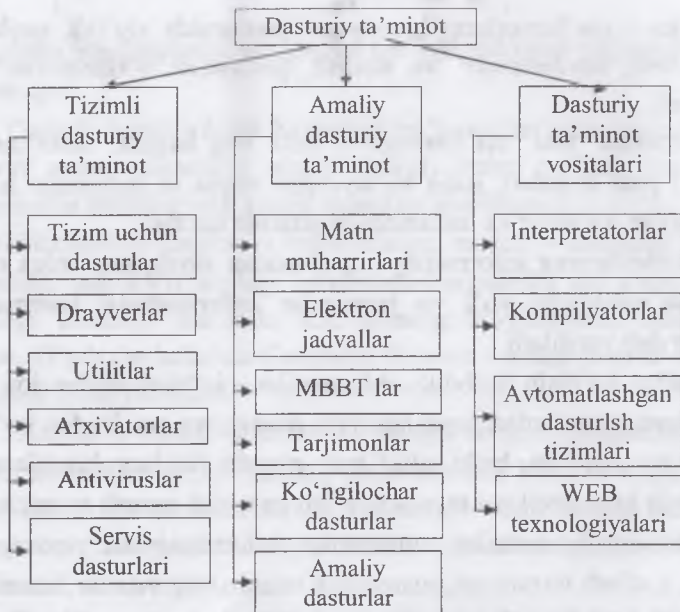 Dasturiy ta'minot
Tizimli
dasturiy
ta'minot
Tizim uchun
dasturlar
Drayverlar
Utilitlar
Arxivatorlar
Antiviruslar
Servis
dasturlari
Amaliy
dasturiy
ta'minot
Matn
muharrirlari
Elektron
jadvallar
MBBT lar
Tarjimonlar
Ko‘ngilochar
dasturlar
Amaliy
dasturlar
Dasturiy
ta'minot
vositalari
Interpretatorlar
Kompilyatorlar
Avtomatlashgan
dasturlsh
tizimlari
WEB
texnologiyalari